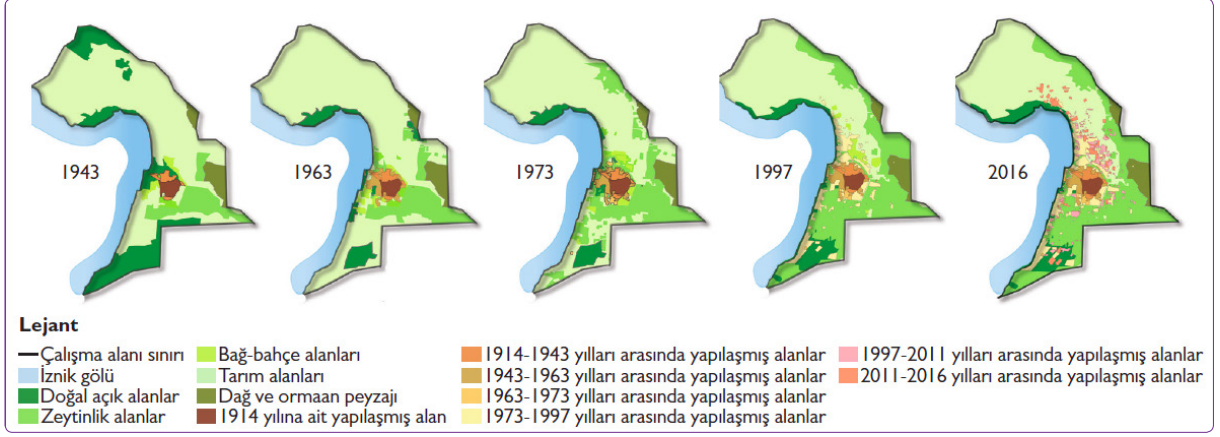 1943
1963
1973
1997
2016
Lejant
Çalışma alanı sınırı
İznik gölü
Doğal açık alanlar
Zeytinlik alanlar
Bağ-bahçe alanları
Tarım alanları
Dağ ve ormaan peyzajı
1914 yılına ait yapılaşmış alan
1914-1943 yılları arasında yapılaşmış alanlar
1943-1963 yılları arasında yapılaşmış alanlar
1963-1973 yılları arasında yapılaşmış alanlar
1973-1997 yılları arasında yapılaşmış alanlar
1997-2011 yılları arasında yapılaşmış alanlar
2011-2016 yılları arasında yapılaşmış alanlar